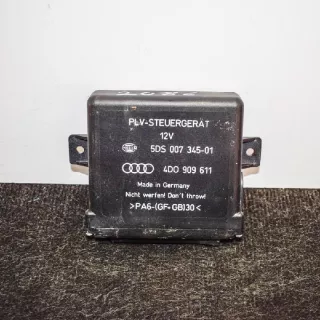 PLV-STEUERGERÄT
12V
5DS 007 345-01
4D0 909 611
Made in Germany
Nicht werfen! Don't throw!
>PA6-(GF-GB)30<